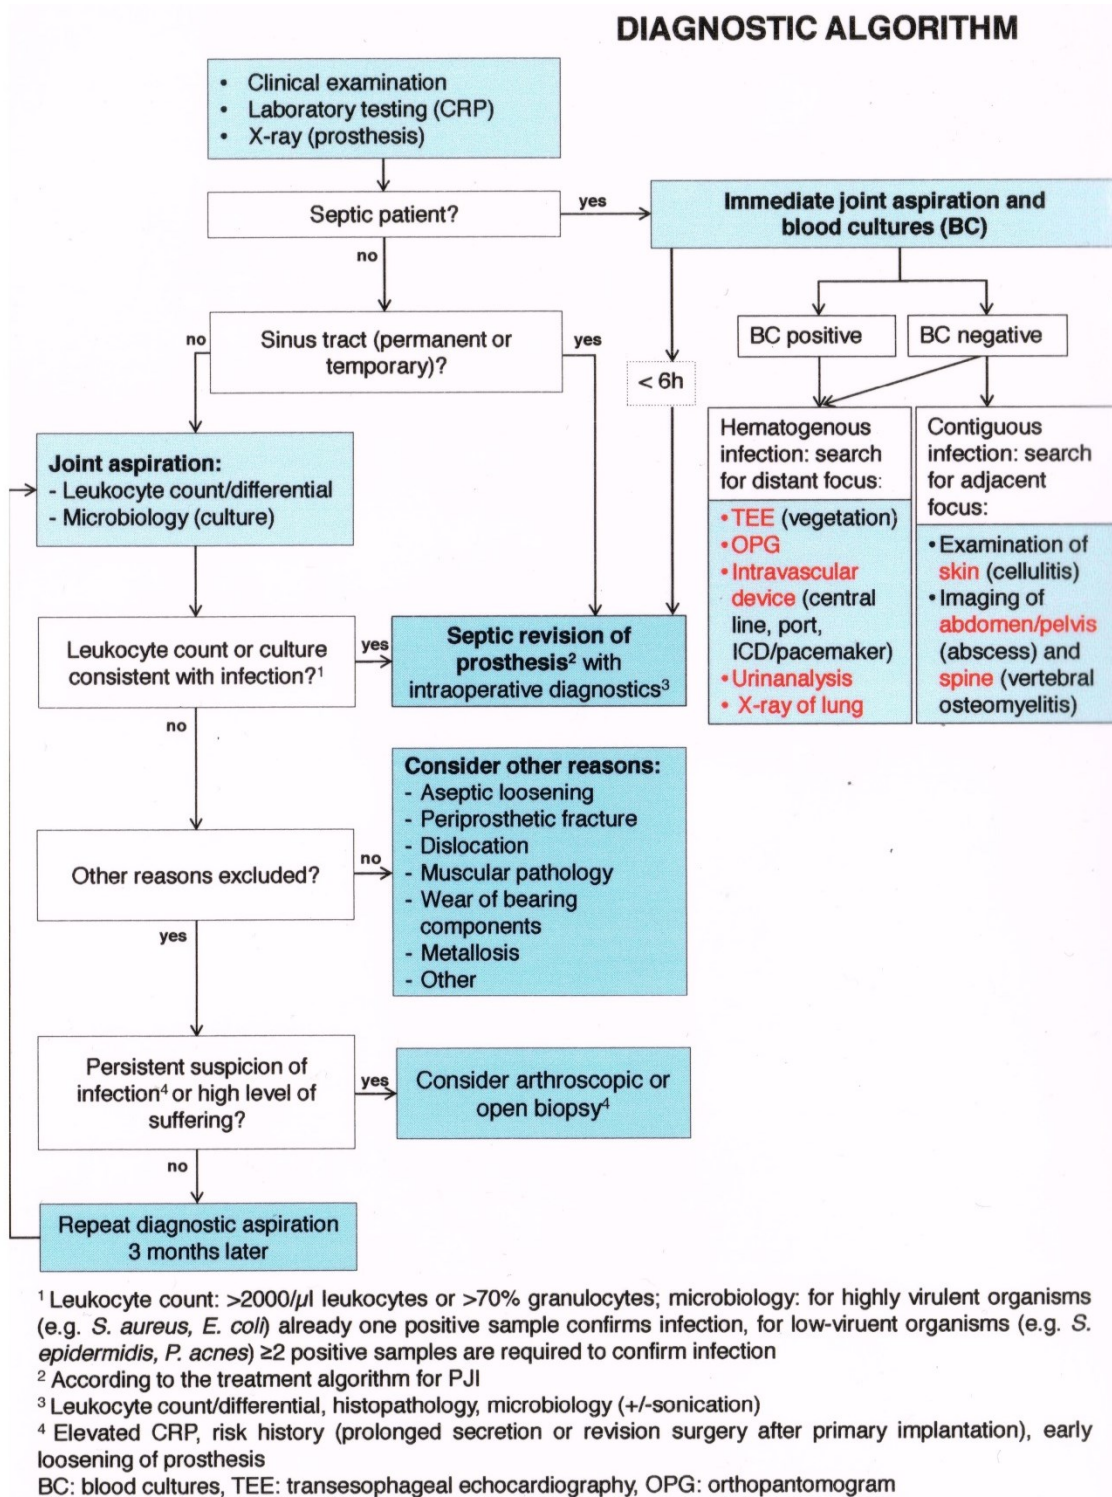 DIAGNOSTIC ALGORITHM
• Clinical examination
• Laboratory testing (CRP)
• X-ray (prosthesis)
Septic patient?
yes
Immediate joint aspiration and
blood cultures (BC)
no
BC positive
BC negative
< 6h
no
Sinus tract (permanent or
temporary)?
yes
Hematogenous
infection: search
for distant focus:
• TEE (vegetation)
• OPG
• Intravascular
device (central
line, port,
ICD/pacemaker)
• Urinanalysis
• X-ray of lung
Contiguous
infection: search
for adjacent
focus:
• Examination of
skin (cellulitis)
• Imaging of
abdomen/pelvis
(abscess) and
spine (vertebral
osteomyelitis)
Joint aspiration:
- Leukocyte count/differential
- Microbiology (culture)
Leukocyte count or culture
consistent with infection?¹
yes
Septic revision of
prosthesis² with
intraoperative diagnostics³
no
Other reasons excluded?
no
Consider other reasons:
- Aseptic loosening
- Periprosthetic fracture
- Dislocation
- Muscular pathology
- Wear of bearing
components
- Metallosis
- Other
yes
Persistent suspicion of
infection⁴ or high level of
suffering?
yes
Consider arthroscopic or
open biopsy⁴
no
Repeat diagnostic aspiration
3 months later
¹ Leukocyte count: >2000/µl leukocytes or >70% granulocytes; microbiology: for highly virulent organisms
(e.g. S. aureus, E. coli) already one positive sample confirms infection, for low-viruent organisms (e.g. S.
epidermidis, P. acnes) ≥2 positive samples are required to confirm infection
² According to the treatment algorithm for PJI
³ Leukocyte count/differential, histopathology, microbiology (+/-sonication)
⁴ Elevated CRP, risk history (prolonged secretion or revision surgery after primary implantation), early
loosening of prosthesis
BC: blood cultures, TEE: transesophageal echocardiography, OPG: orthopantomogram